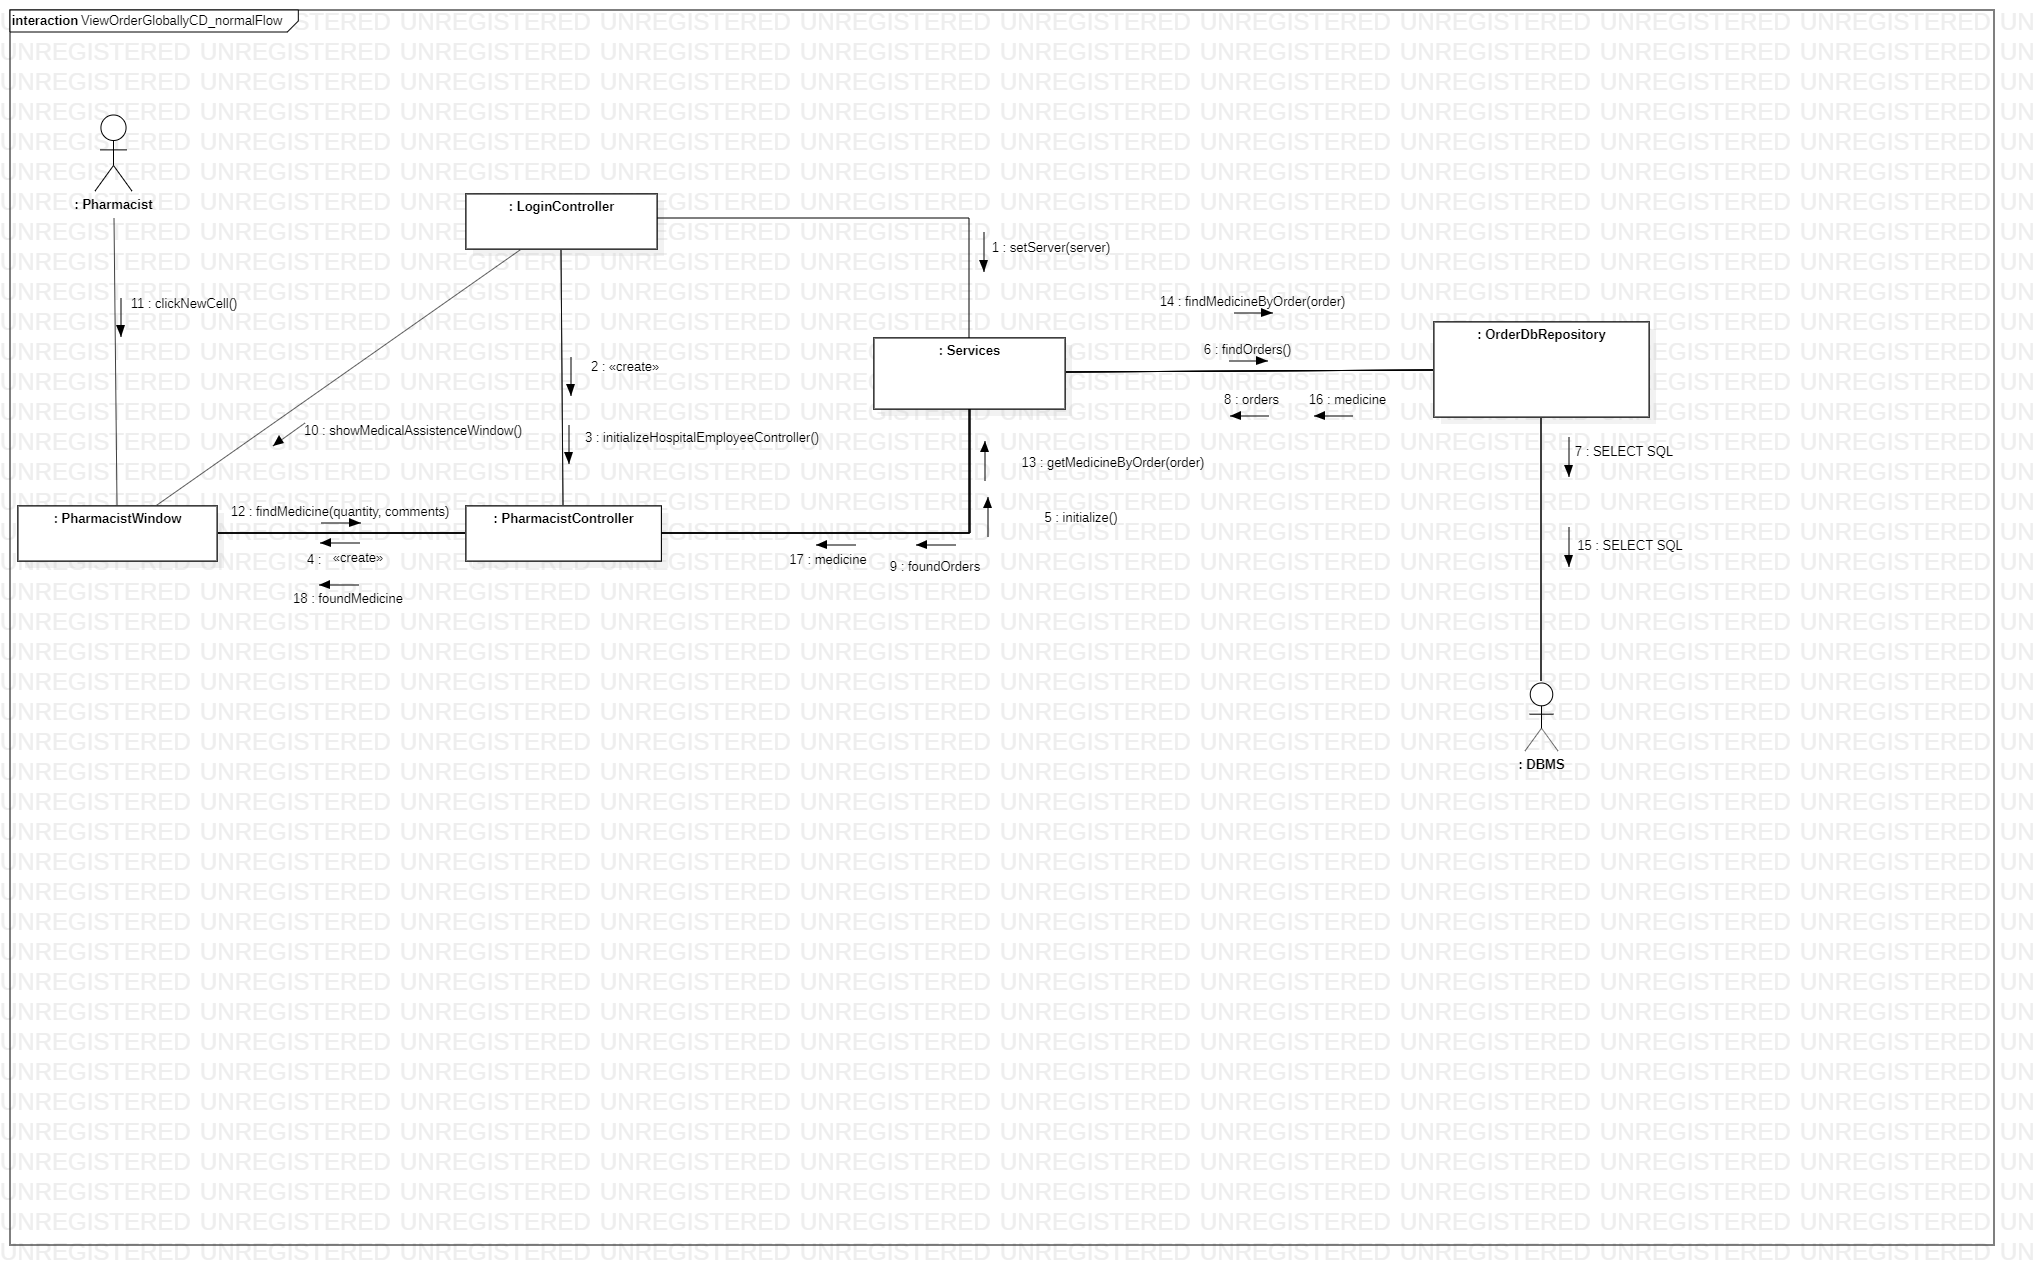 interaction ViewOrderGloballyCD_normalFlow
: Pharmacist
: LoginController
1 : setServer(server)
11 : clickNewCell()
14 : findMedicineByOrder(order)
: OrderDbRepository
: Services
6 : findOrders()
2 : «create»
8 : orders
16 : medicine
10 : showMedicalAssistenceWindow()
3 : initializeHospitalEmployeeController()
7 : SELECT SQL
13 : getMedicineByOrder(order)
12 : findMedicine(quantity, comments)
: PharmacistWindow
: PharmacistController
5 : initialize()
15 : SELECT SQL
4 : «create»
17 : medicine
9 : foundOrders
18 : foundMedicine
: DBMS
UNREGISTERED